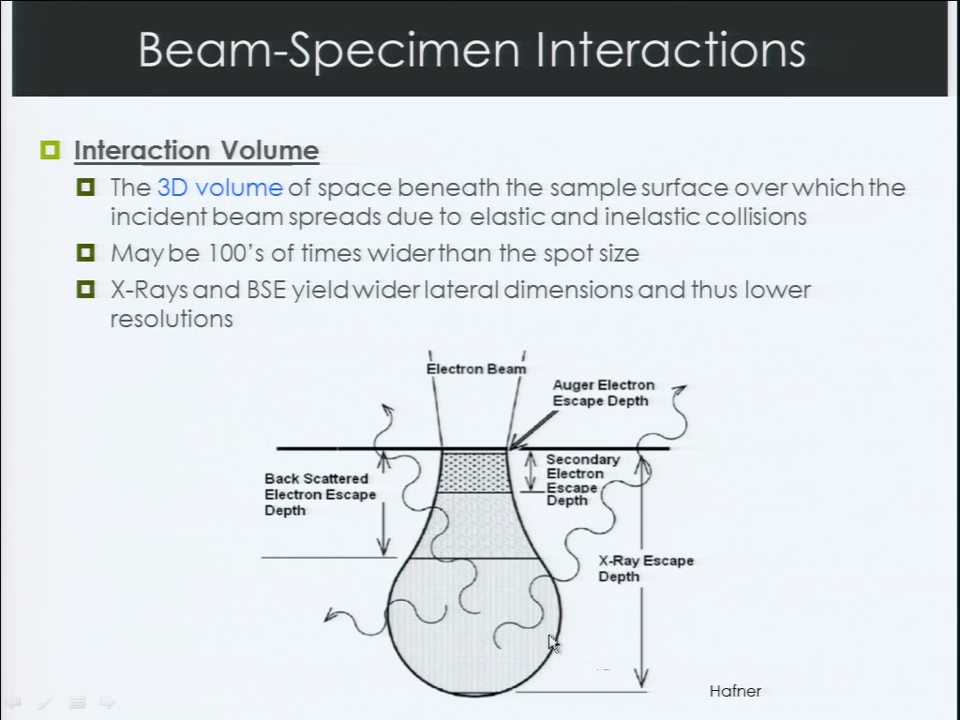 Beam-Specimen Interactions
Interaction Volume
The 3D volume of space beneath the sample surface over which the
incident beam spreads due to elastic and inelastic collisions
May be 100's of times wider than the spot size
X-Rays and BSE yield wider lateral dimensions and thus lower
resolutions
Electron Beam
Auger Electron
Escape Depth
Back Scattered
Electron Escape
Depth
Secondary
Electron
Escape
Depth
X-Ray Escape
Depth
Hafner